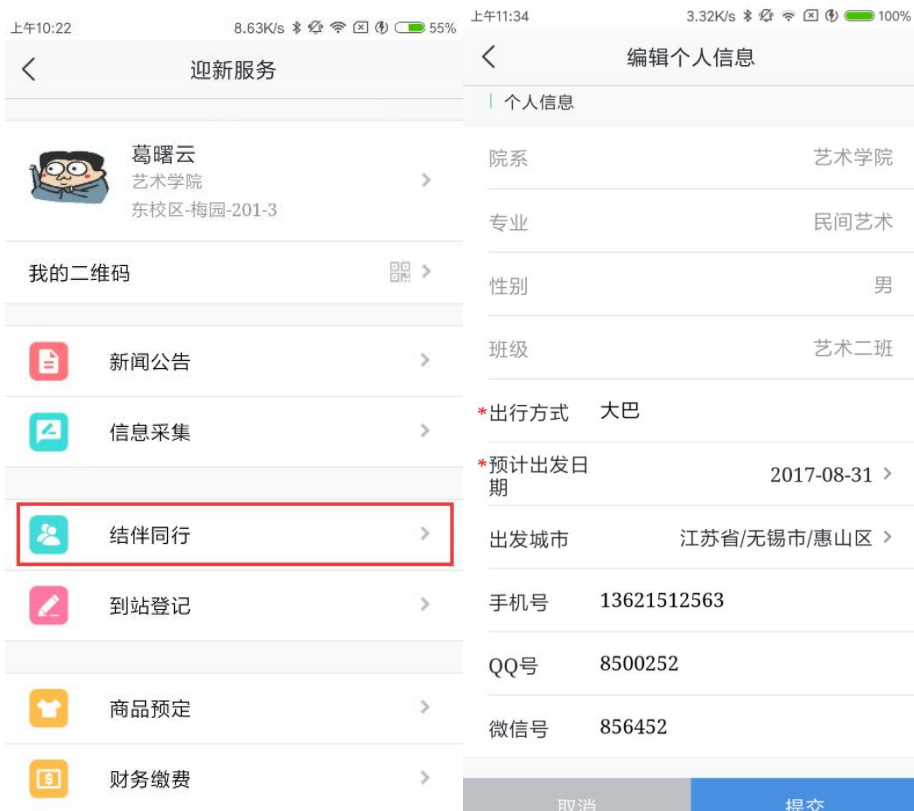 上午10:22 8.63K/s 55%
迎新服务
葛曙云
艺术学院
东校区-梅园-201-3
我的二维码
新闻公告
信息采集
结伴同行
到站登记
商品预定
财务缴费
上午11:34 3.32K/s 100%
编辑个人信息
个人信息
院系 艺术学院
专业 民间艺术
性别 男
班级 艺术二班
*出行方式 大巴
*预计出发日
期 2017-08-31
出发城市 江苏省/无锡市/惠山区
手机号 13621512563
QQ号 8500252
微信号 856452
取消 提交